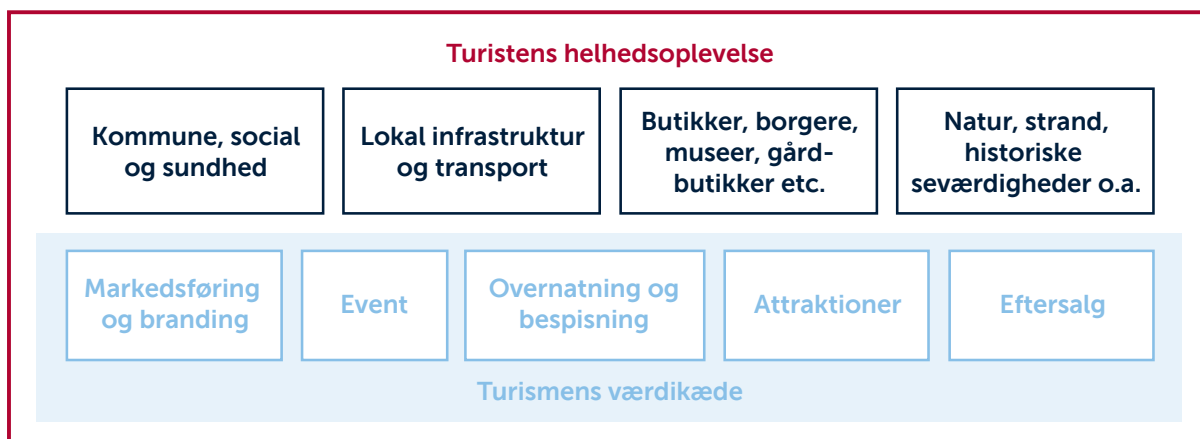 Turistens helhedsoplevelse
Kommune, social
og sundhed
Lokal infrastruktur
og transport
Butikker, borgere,
museer, gård-
butikker etc.
Natur, strand,
historiske
seværdigheder o.a.
Markedsføring
og branding
Event
Overnatning og
bespisning
Attraktioner
Eftersalg
Turismens værdikæde